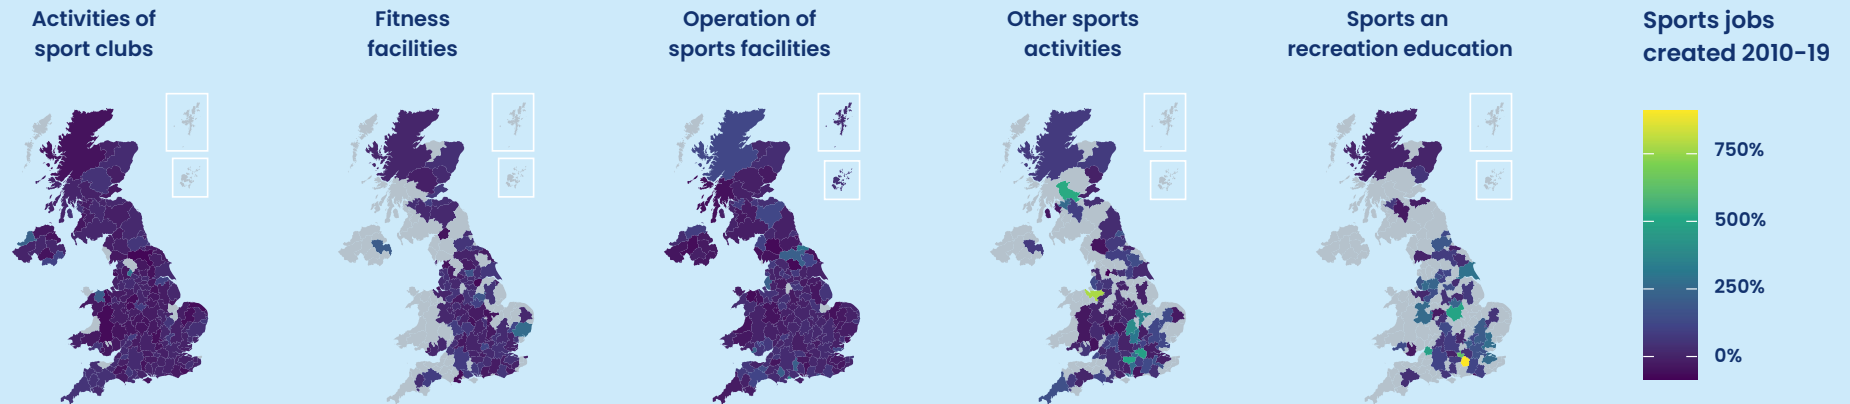 Activities of
sport clubs
Fitness
facilities
Operation of
sports facilities
Other sports
activities
Sports an
recreation education
Sports jobs
created 2010-19
750%
500%
250%
0%